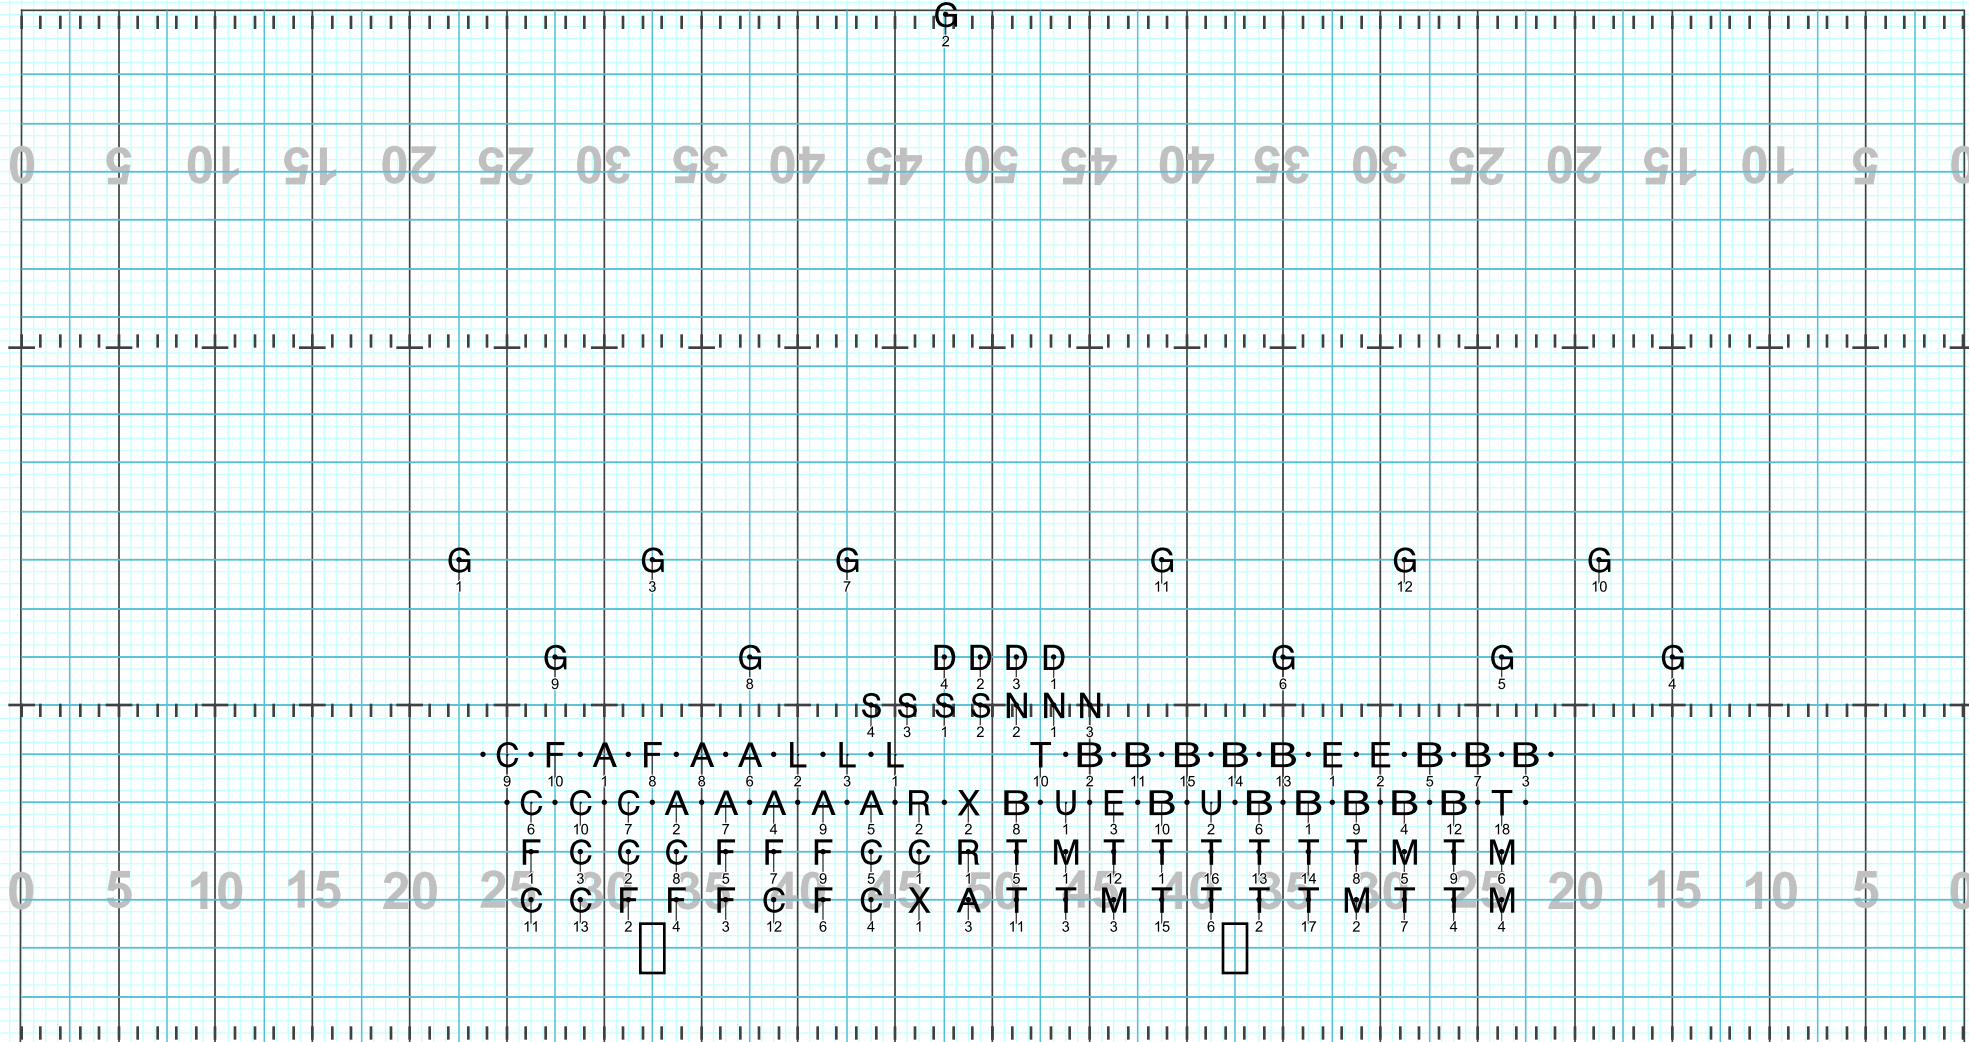 G
2
0 5 10 15 20 25 30 35 40 45 50 45 40 35 30 25 20 15 10 5 0
G G G G G G
1 3 7 11 12 10
G G D D D D G G G
9 8 4 2 3 1 6 5 4
S S S S N N N
4 3 1 2 2 1 3
C F A F A A L L L T B B B B B E E B B B
9 10 1 8 8 6 2 3 1 10 2 11 15 14 13 1 2 5 7 3
C C C A A A A A R X B U E B U B B B B B T
6 10 7 2 7 4 9 5 2 2 8 1 3 10 2 6 1 9 4 12 18
F C C C F F F C C R T M T T T T T T M T M
1 3 2 8 5 7 9 5 1 1 5 1 12 1 16 13 14 8 5 9 6
0 5 10 15 20 25 30 35 40 45 50 45 40 35 30 25 20 15 10 5 0
C C F F F C F C X A T T M T T T T M T T M
11 13 2 4 3 12 6 4 1 3 11 3 3 15 6 2 17 2 7 4 4